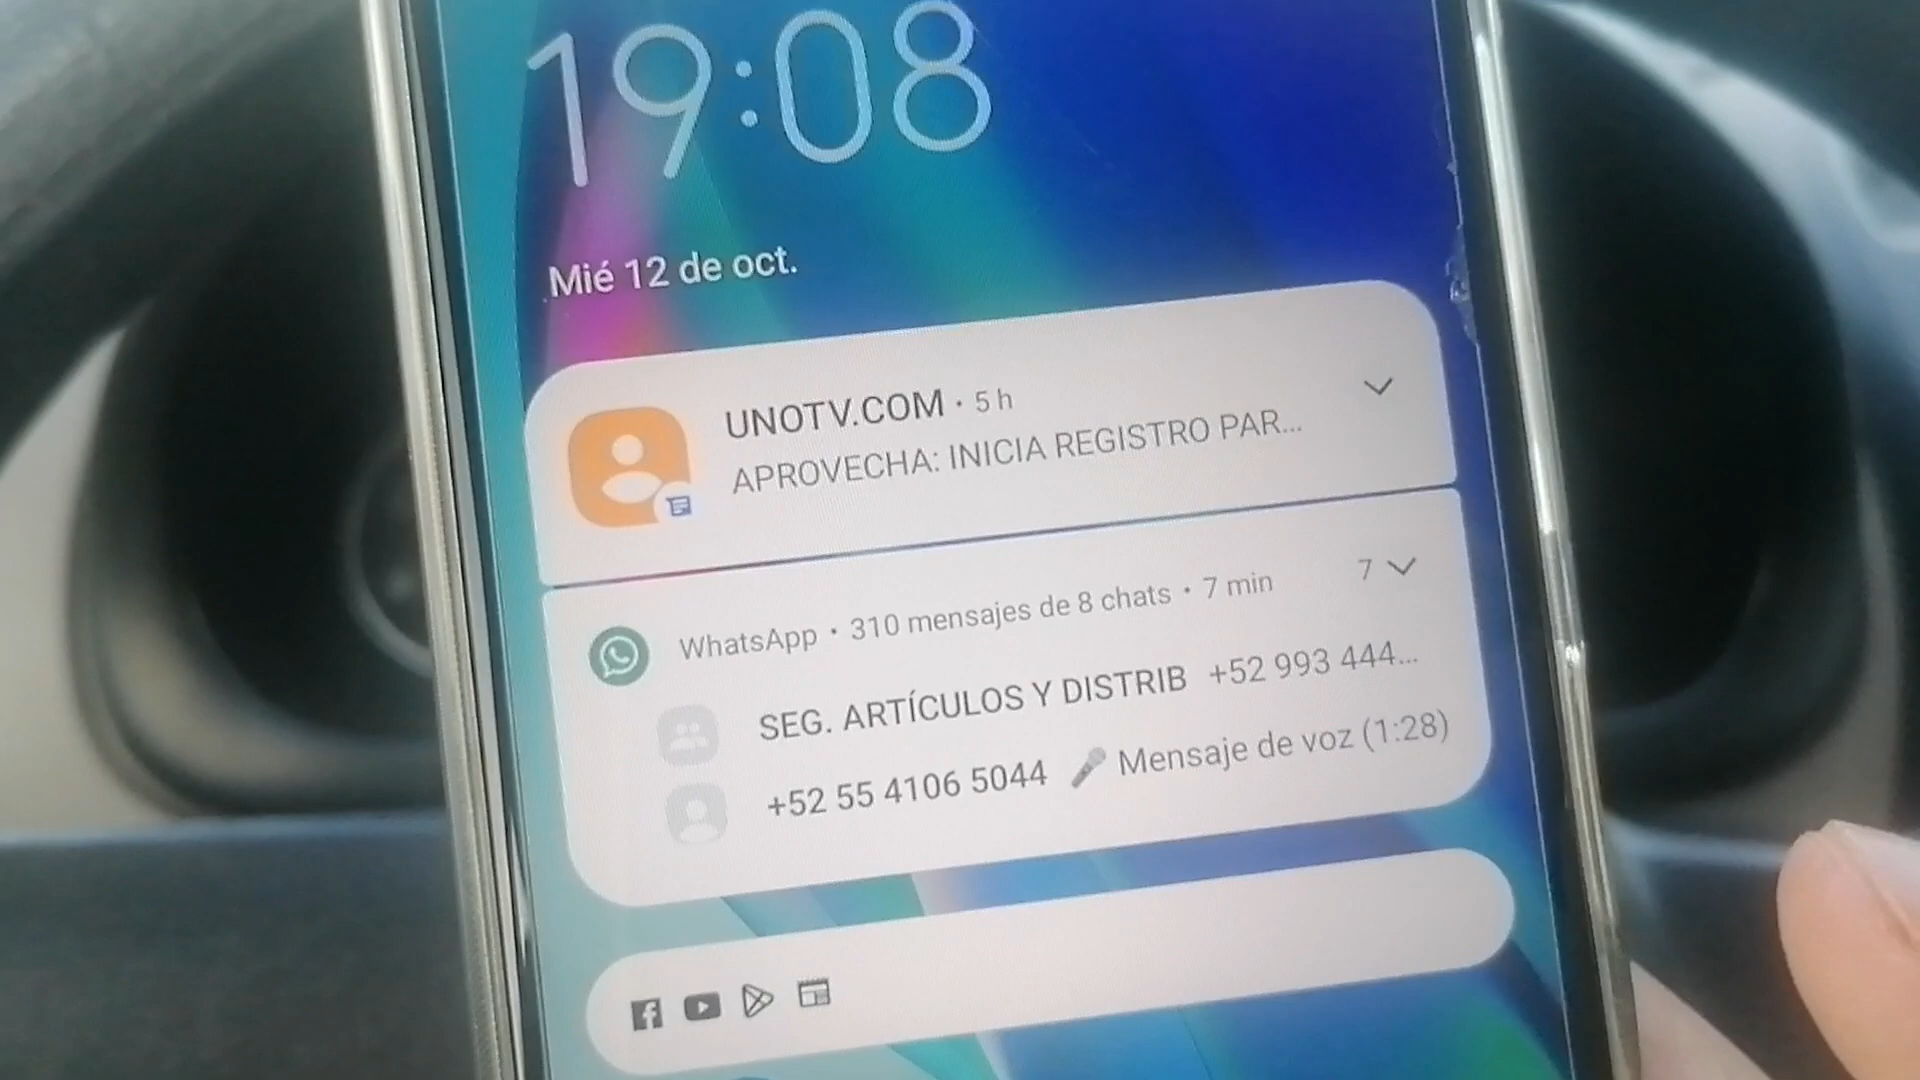 19:08
Mié 12 de oct.
UNOTV.COM · 5 h
APROVECHA: INICIA REGISTRO PAR...
WhatsApp · 310 mensajes de 8 chats · 7 min 7
SEG. ARTÍCULOS Y DISTRIB +52 993 444...
+52 55 4106 5044 🎤 Mensaje de voz (1:28)